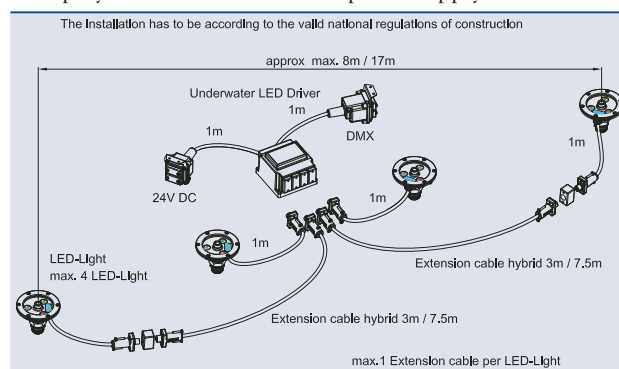 The Installation has to be according to the valid national regulations of construction
approx max. 8m / 17m
Underwater LED Driver
1m
1m
DMX
1m
24V DC
1m
1m
LED-Light
max. 4 LED-Light
Extension cable hybrid 3m / 7.5m
Extension cable hybrid 3m / 7.5m
max.1 Extension cable per LED-Light